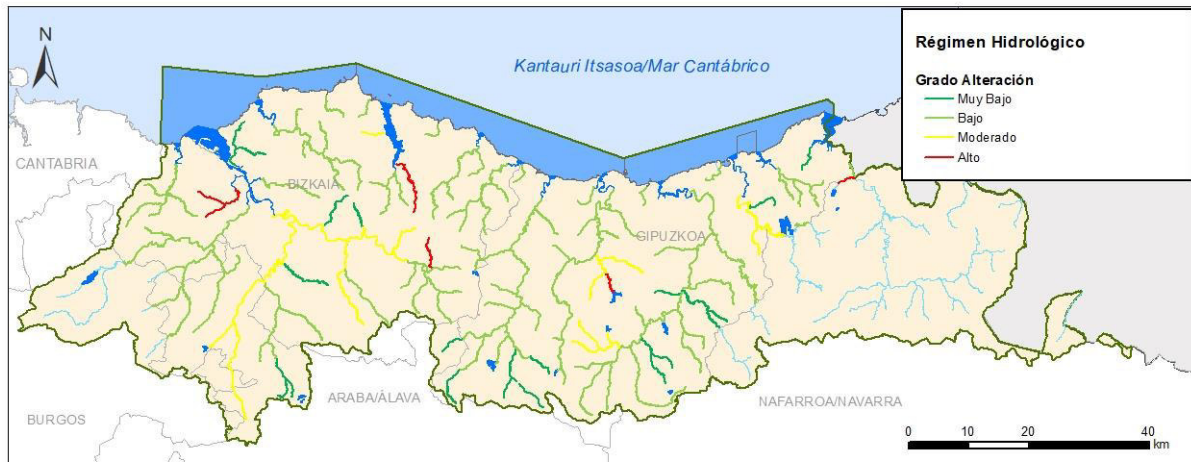 N
Kantauri Itsasoa/Mar Cantábrico
Régimen Hidrológico
Grado Alteración
Muy Bajo
Bajo
Moderado
Alto
CANTABRIA
BIZKAIA
GIPUZKOA
ARABA/ÁLAVA
NAFARROA/NAVARRA
BURGOS
0 10 20 40
km